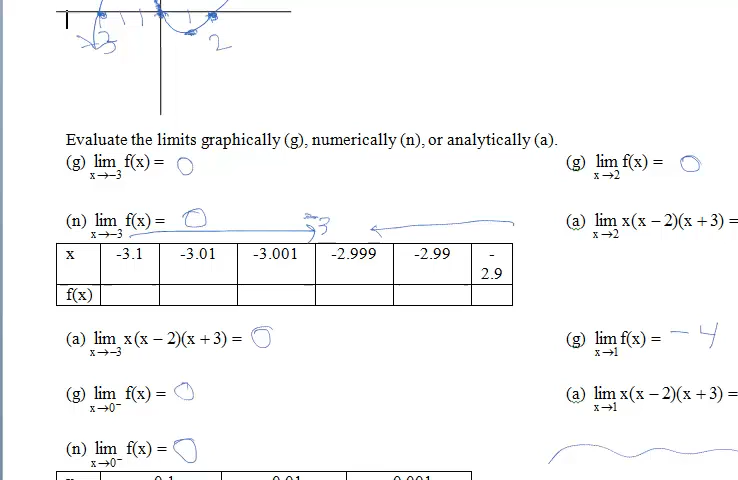 -3
2
Evaluate the limits graphically (g), numerically (n), or analytically (a).
(g) lim f(x) = 0
x→−3
(g) lim f(x) = 0
x→2
(n) lim f(x) = 0
x→−3
-3
(a) lim x(x − 2)(x + 3) =
x→2
x -3.1 -3.01 -3.001 -2.999 -2.99 -
2.9
f(x)
(a) lim x(x − 2)(x + 3) = 0
x→−3
(g) lim f(x) = -4
x→1
(g) lim f(x) = 0
x→0⁻
(a) lim x(x − 2)(x + 3) =
x→1
(n) lim f(x) = 0
x→0⁻